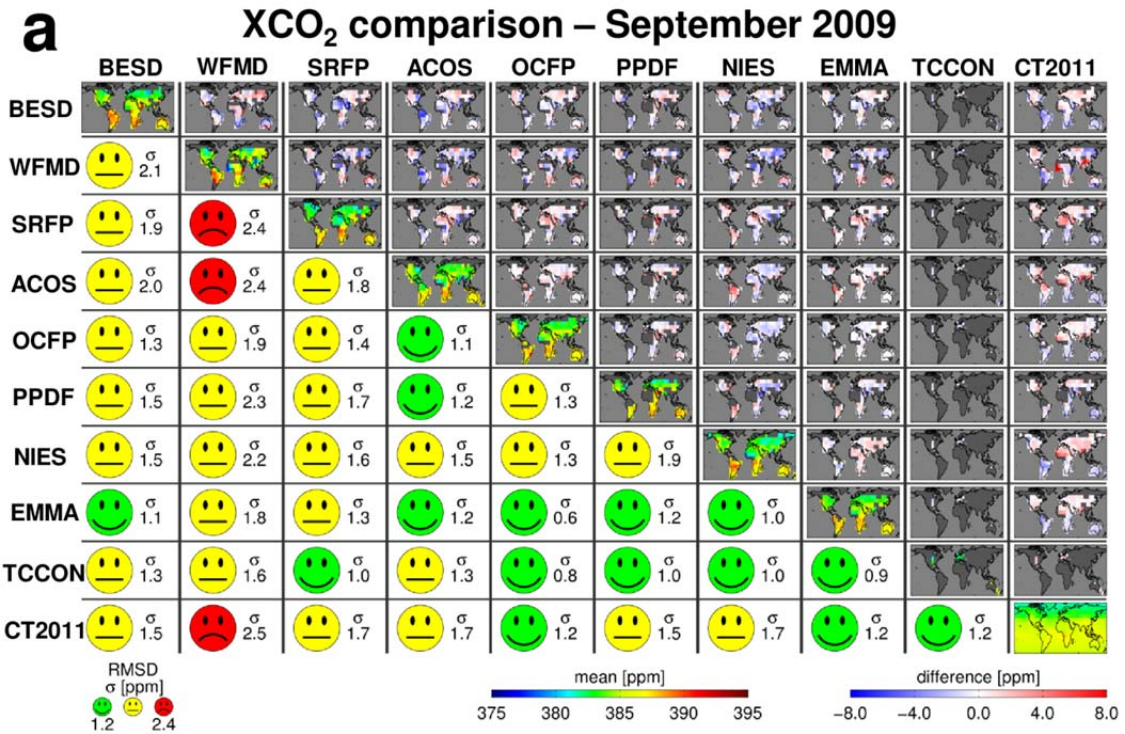 a
XCO₂ comparison – September 2009
BESD WFMD SRFP ACOS OCFP PPDF NIES EMMA TCCON CT2011
BESD
WFMD σ 2.1
SRFP σ 1.9 σ 2.4
ACOS σ 2.0 σ 2.4 σ 1.8
OCFP σ 1.3 σ 1.9 σ 1.4 σ 1.1
PPDF σ 1.5 σ 2.3 σ 1.7 σ 1.2 σ 1.3
NIES σ 1.5 σ 2.2 σ 1.6 σ 1.5 σ 1.3 σ 1.9
EMMA σ 1.1 σ 1.8 σ 1.3 σ 1.2 σ 0.6 σ 1.2 σ 1.0
TCCON σ 1.3 σ 1.6 σ 1.0 σ 1.3 σ 0.8 σ 1.0 σ 1.0 σ 0.9
CT2011 σ 1.5 σ 2.5 σ 1.7 σ 1.7 σ 1.2 σ 1.5 σ 1.7 σ 1.2 σ 1.2
RMSD
σ [ppm]
1.2 2.4
mean [ppm]
375 380 385 390 395
difference [ppm]
−8.0 −4.0 0.0 4.0 8.0